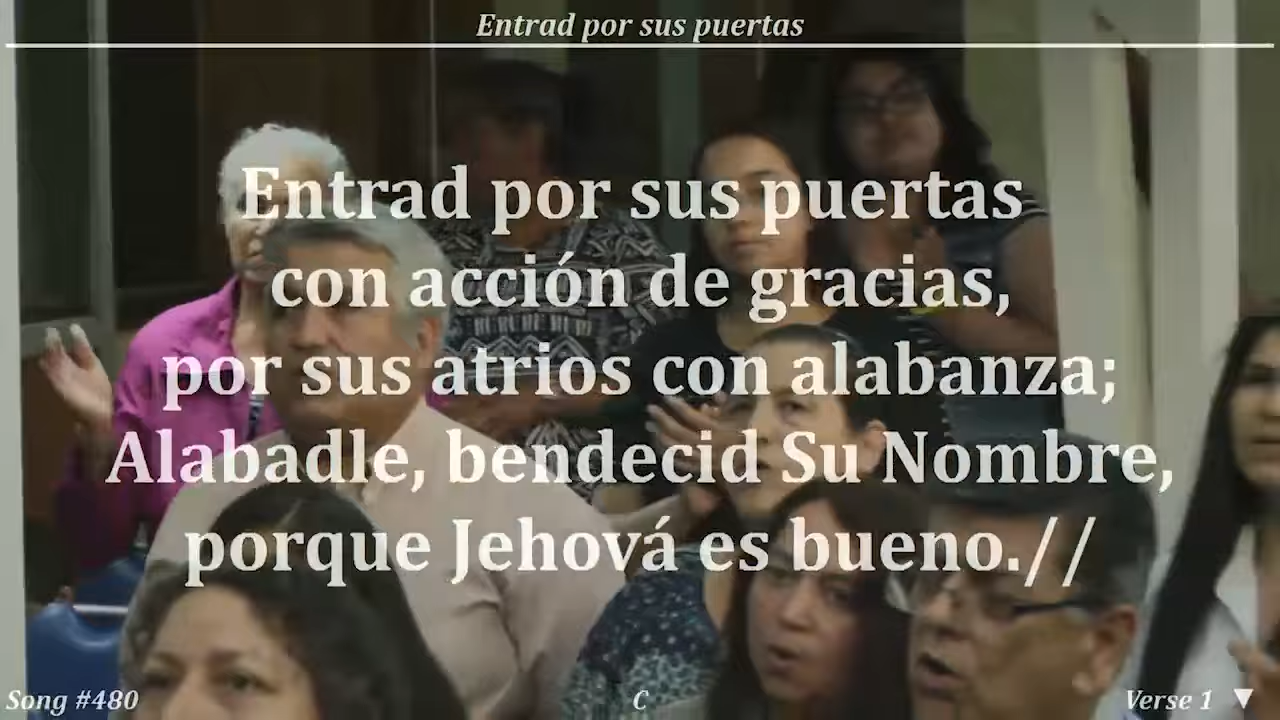 Entrad por sus puertas
Entrad por sus puertas
con acción de gracias,
por sus atrios con alabanza;
Alabadle, bendecid Su Nombre,
porque Jehová es bueno.//
Song #480
C
Verse 1 ▼